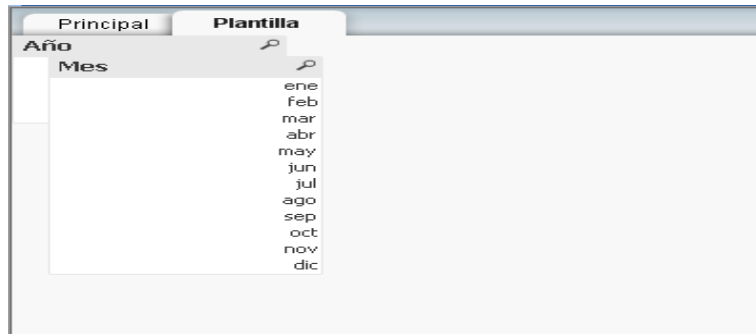 Principal Plantilla
Año
Mes
ene
feb
mar
abr
may
jun
jul
ago
sep
oct
nov
dic